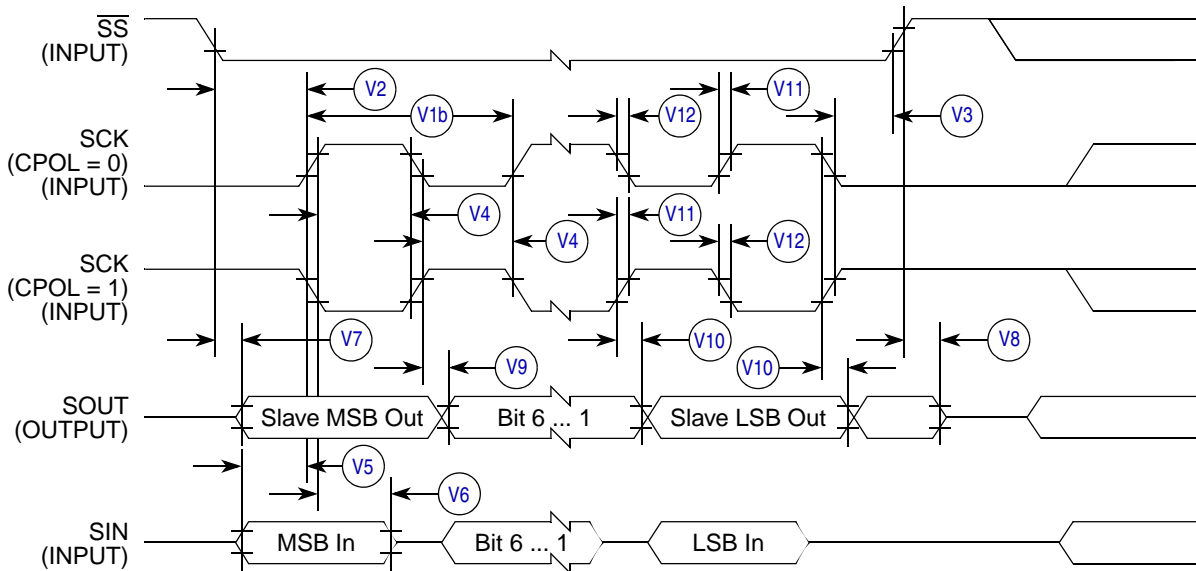 SS
(INPUT)
V2
V11
V1b
V12
V3
SCK
(CPOL = 0)
(INPUT)
V4
V11
V4
V12
SCK
(CPOL = 1)
(INPUT)
V7
V10
V8
V9
V10
SOUT
(OUTPUT)
Slave MSB Out
Bit 6 ... 1
Slave LSB Out
V5
V6
SIN
(INPUT)
MSB In
Bit 6 ... 1
LSB In